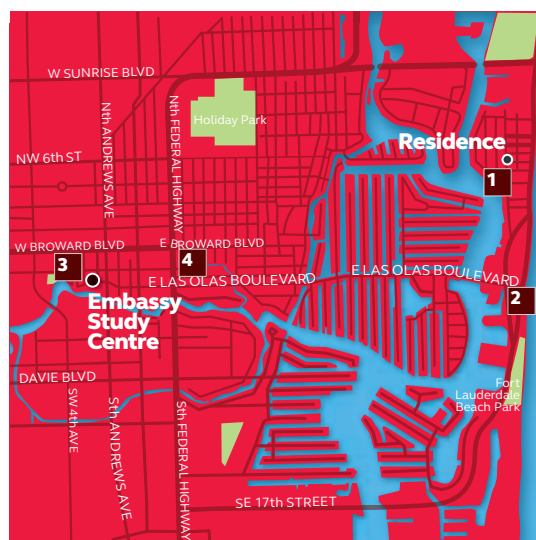 W SUNRISE BLVD
Nth ANDREWS AVE
Nth FEDERAL HIGHWAY
Holiday Park
Residence
NW 6th ST
1
W BROWARD BLVD
E BROWARD BLVD
3
4
E LAS OLAS BOULEVARD
E LAS OLAS BOULEVARD
2
Embassy
Study
Centre
DAVIE BLVD
Fort
Lauderdale
Beach Park
SW 4th AVE
Sth ANDREWS AVE
Sth FEDERAL HIGHWAY
SE 17th STREET